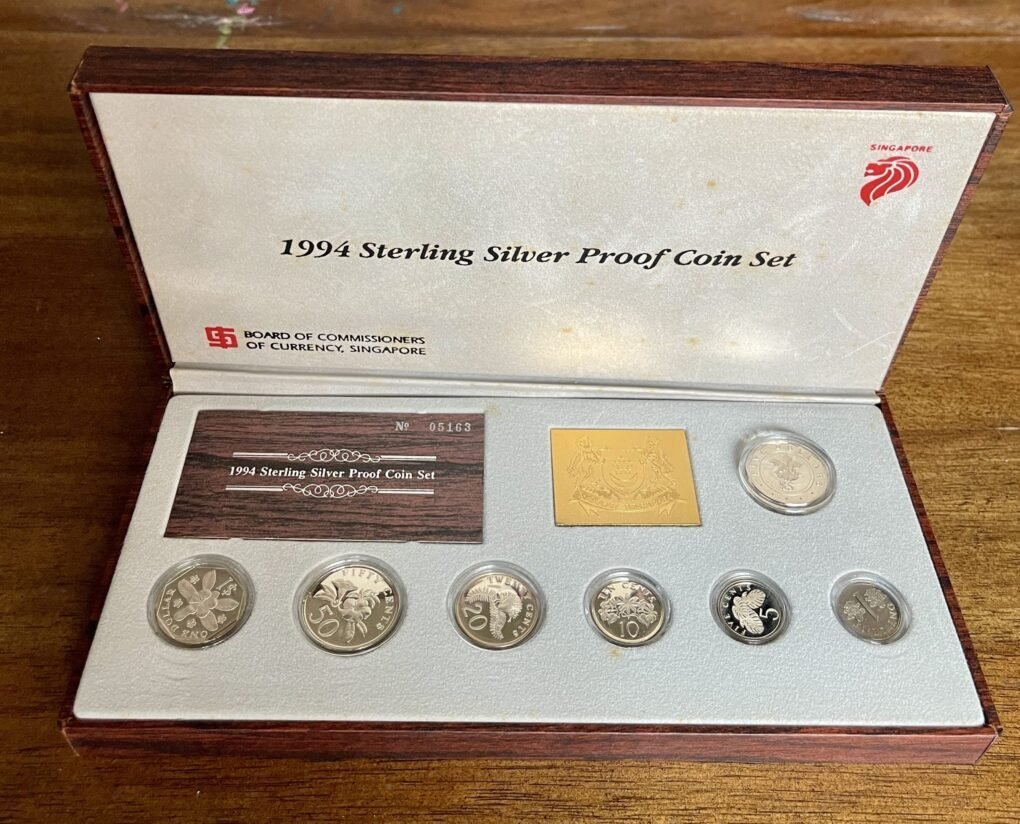 SINGAPORE
1994 Sterling Silver Proof Coin Set
BOARD OF COMMISSIONERS
OF CURRENCY, SINGAPORE
№ 05163
1994 Sterling Silver Proof Coin Set
1
ONE DOLLAR
FIFTY CENTS
50
TWENTY CENTS
20
TEN CENTS
10
FIVE CENTS
5
1